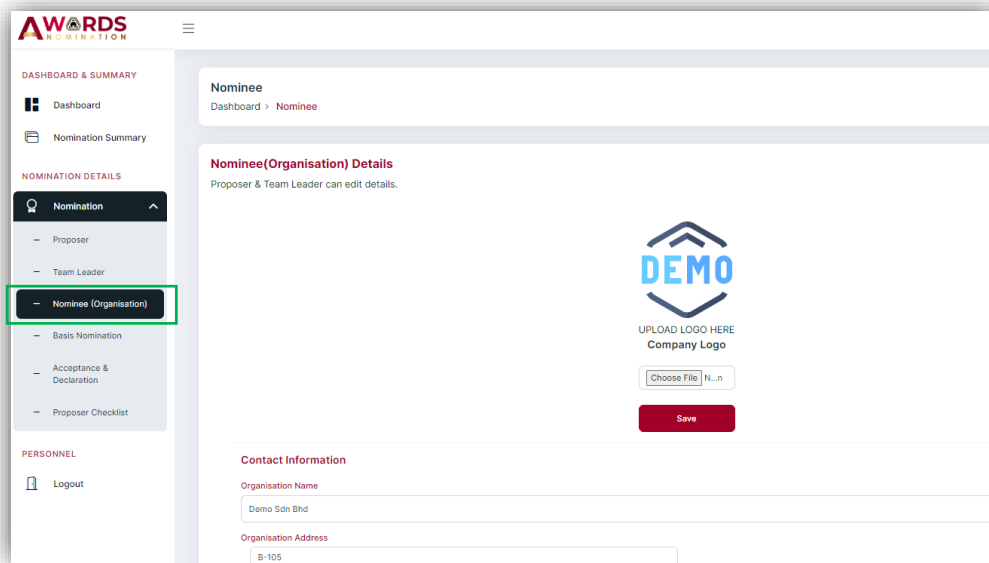 AWARDS
NOMINATION
DASHBOARD & SUMMARY
Dashboard
Nomination Summary
NOMINATION DETAILS
Nomination
Proposer
Team Leader
Nominee (Organisation)
Basis Nomination
Acceptance &
Declaration
Proposer Checklist
PERSONNEL
Logout
Nominee
Dashboard > Nominee
Nominee(Organisation) Details
Proposer & Team Leader can edit details.
DEMO
UPLOAD LOGO HERE
Company Logo
Choose File N...n
Save
Contact Information
Organisation Name
Demo Sdn Bhd
Organisation Address
B-105